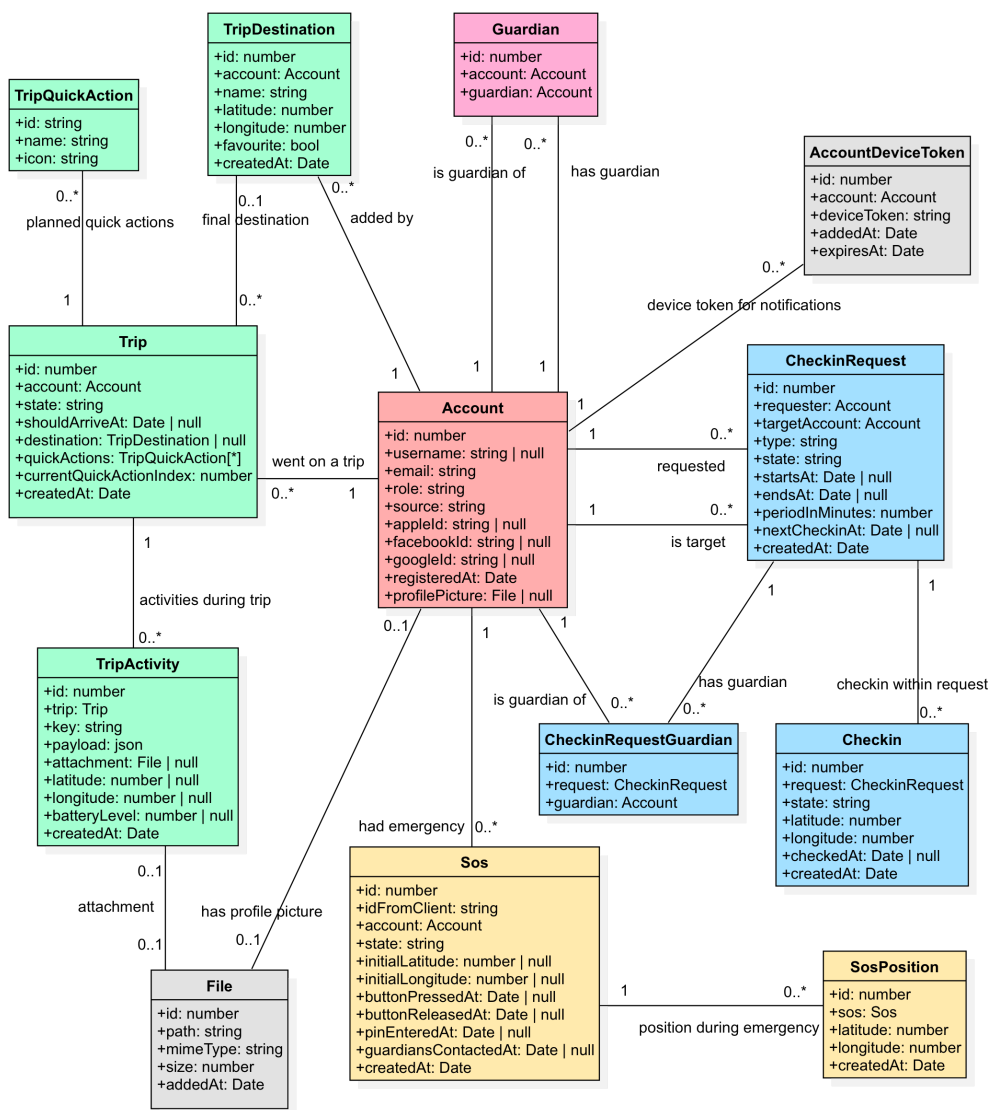 TripDestination
+id: number
+account: Account
+name: string
+latitude: number
+longitude: number
+favourite: bool
+createdAt: Date
Guardian
+id: number
+account: Account
+guardian: Account
TripQuickAction
+id: string
+name: string
+icon: string
AccountDeviceToken
+id: number
+account: Account
+deviceToken: string
+addedAt: Date
+expiresAt: Date
0..*
planned quick actions
1
0..1
final destination
0..*
0..*
added by
1
0..*
is guardian of
1
0..*
has guardian
1
0..*
device token for notifications
1
Trip
+id: number
+account: Account
+state: string
+shouldArriveAt: Date | null
+destination: TripDestination | null
+quickActions: TripQuickAction[*]
+currentQuickActionIndex: number
+createdAt: Date
went on a trip
0..*
1
Account
+id: number
+username: string | null
+email: string
+role: string
+source: string
+appleId: string | null
+facebookId: string | null
+googleId: string | null
+registeredAt: Date
+profilePicture: File | null
1
0..*
requested
1
0..*
is target
CheckinRequest
+id: number
+requester: Account
+targetAccount: Account
+type: string
+state: string
+startsAt: Date | null
+endsAt: Date | null
+periodInMinutes: number
+nextCheckinAt: Date | null
+createdAt: Date
1
activities during trip
0..*
0..1
has profile picture
0..1
1
had emergency
0..*
1
is guardian of
0..*
1
has guardian
0..*
1
checkin within request
0..*
TripActivity
+id: number
+trip: Trip
+key: string
+payload: json
+attachment: File | null
+latitude: number | null
+longitude: number | null
+batteryLevel: number | null
+createdAt: Date
CheckinRequestGuardian
+id: number
+request: CheckinRequest
+guardian: Account
Checkin
+id: number
+request: CheckinRequest
+state: string
+latitude: number
+longitude: number
+checkedAt: Date | null
+createdAt: Date
0..1
attachment
0..1
Sos
+id: number
+idFromClient: string
+account: Account
+state: string
+initialLatitude: number | null
+initialLongitude: number | null
+buttonPressedAt: Date | null
+buttonReleasedAt: Date | null
+pinEnteredAt: Date | null
+guardiansContactedAt: Date | null
+createdAt: Date
1
0..*
position during emergency
SosPosition
+id: number
+sos: Sos
+latitude: number
+longitude: number
+createdAt: Date
File
+id: number
+path: string
+mimeType: string
+size: number
+addedAt: Date